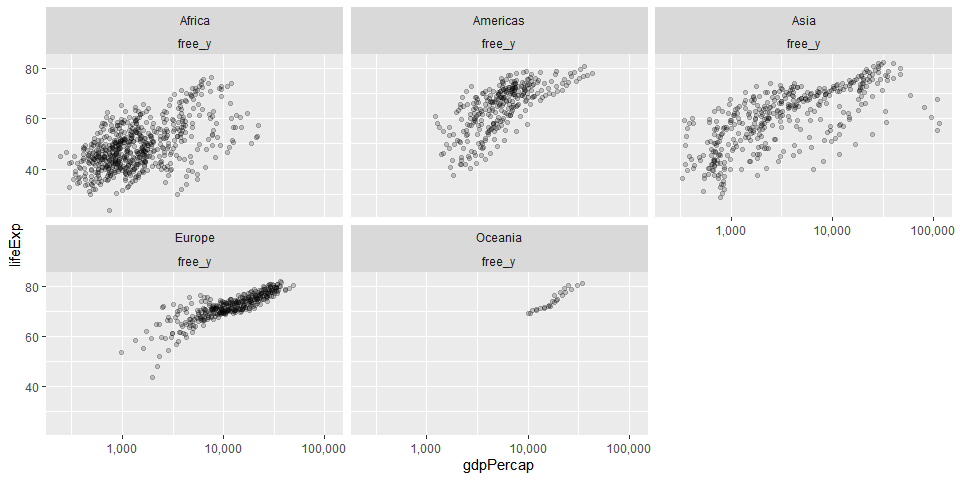 Africa
Americas
Asia
free_y
free_y
free_y
80
60
40
1,000
10,000
100,000
Europe
Oceania
free_y
free_y
80
60
40
1,000
10,000
100,000
1,000
10,000
100,000
lifeExp
gdpPercap